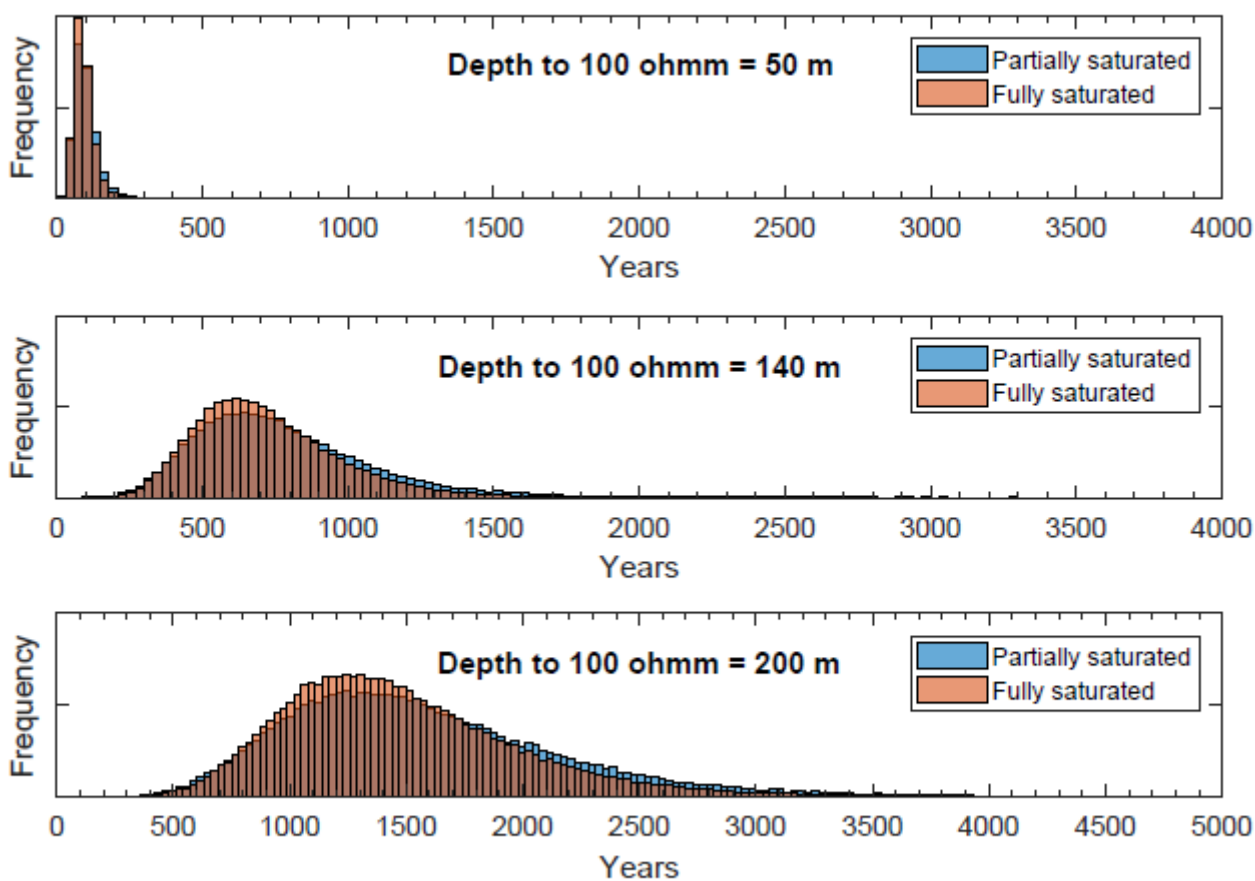 Frequency
Depth to 100 ohmm = 50 m
Partially saturated
Fully saturated
0 500 1000 1500 2000 2500 3000 3500 4000
Years
Frequency
Depth to 100 ohmm = 140 m
Partially saturated
Fully saturated
0 500 1000 1500 2000 2500 3000 3500 4000
Years
Frequency
Depth to 100 ohmm = 200 m
Partially saturated
Fully saturated
0 500 1000 1500 2000 2500 3000 3500 4000 4500 5000
Years